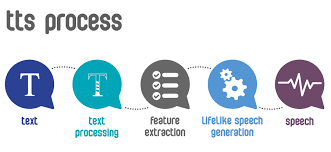 tts process
T
T
text
text
processing
feature
extraction
lifelike speech
generation
speech